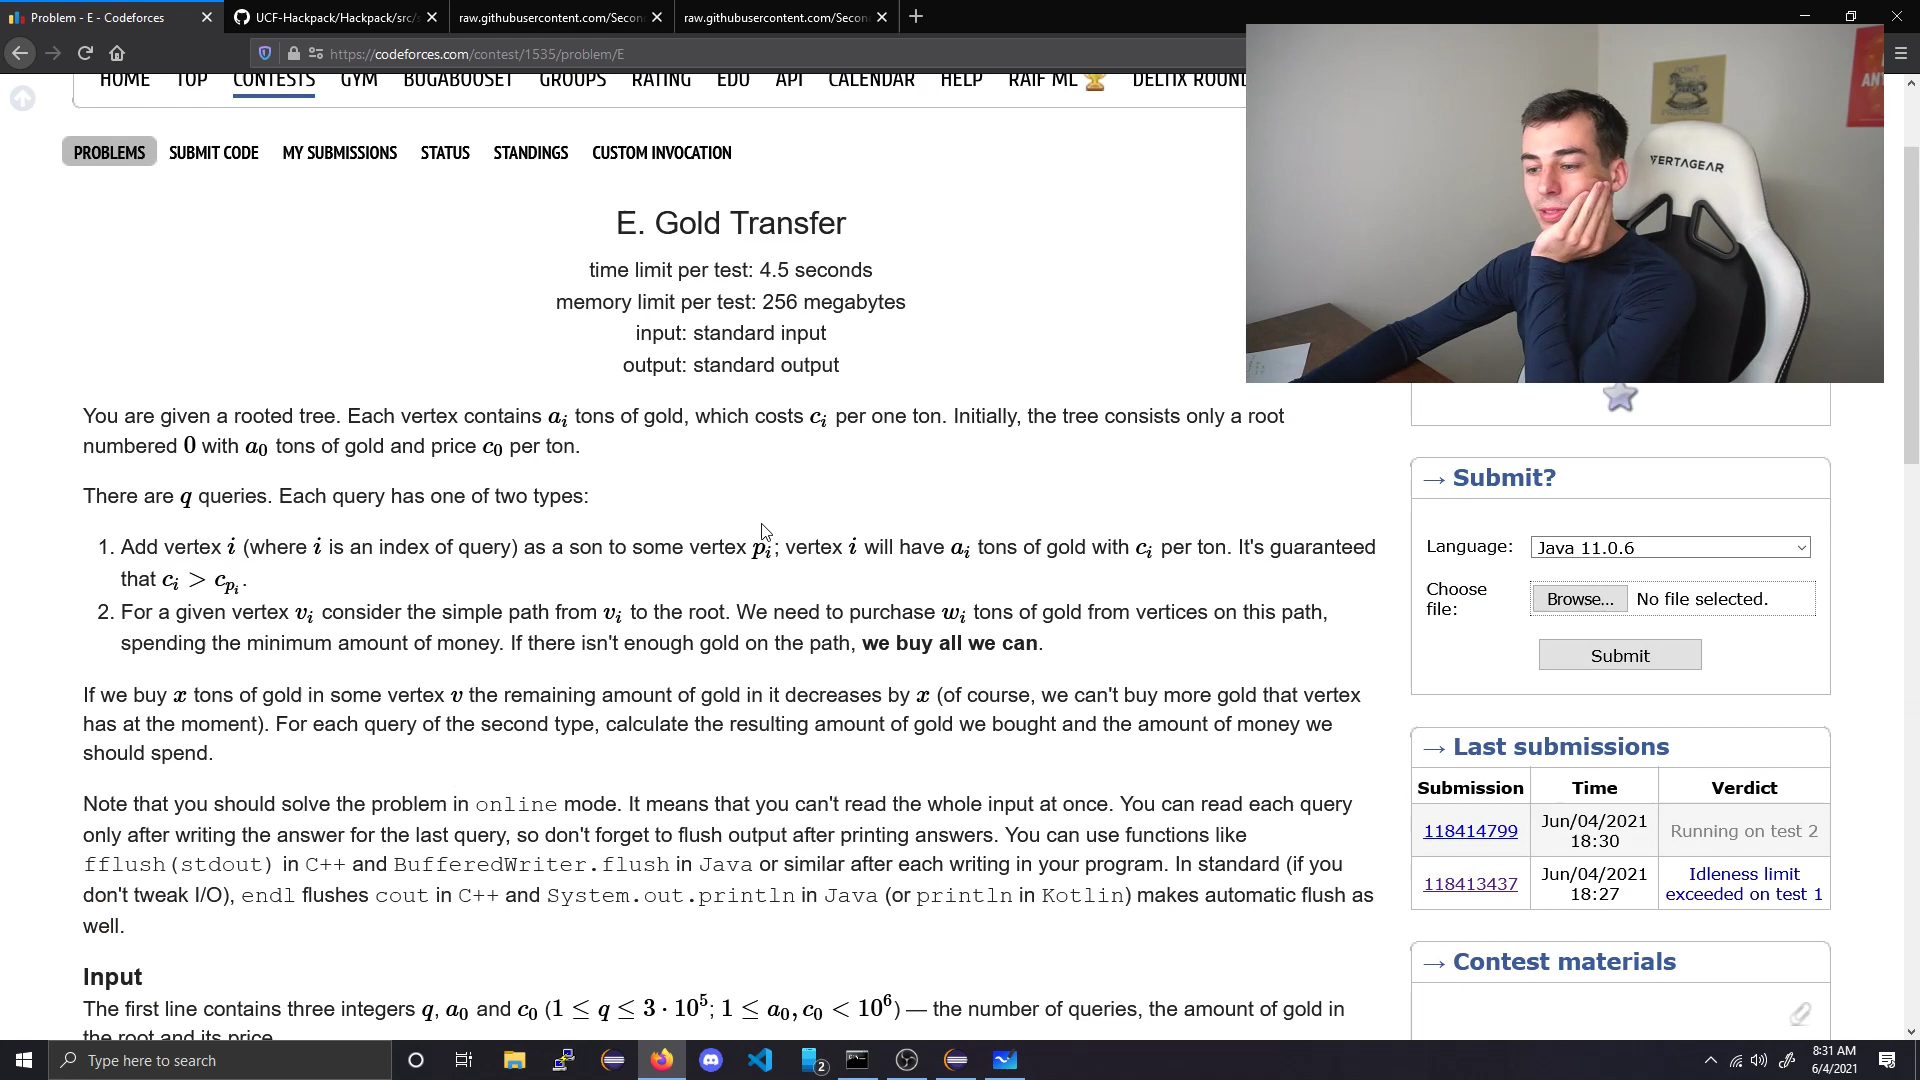 Problem - E - Codeforces
UCF-Hackpack/Hackpack/src/s
raw.githubusercontent.com/Secon
raw.githubusercontent.com/Secon
https://codeforces.com/contest/1535/problem/E
HOME TOP CONTESTS GYM BUGABOOSET GROUPS RATING EDU API CALENDAR HELP RAIF ML DELTIX ROUND
PROBLEMS SUBMIT CODE MY SUBMISSIONS STATUS STANDINGS CUSTOM INVOCATION
VERTAGEAR
E. Gold Transfer
time limit per test: 4.5 seconds
memory limit per test: 256 megabytes
input: standard input
output: standard output
You are given a rooted tree. Each vertex contains a_i tons of gold, which costs c_i per one ton. Initially, the tree consists only a root
numbered 0 with a_0 tons of gold and price c_0 per ton.
There are q queries. Each query has one of two types:
1. Add vertex i (where i is an index of query) as a son to some vertex p_i; vertex i will have a_i tons of gold with c_i per ton. It's guaranteed
that c_i > c_{p_i}.
2. For a given vertex v_i consider the simple path from v_i to the root. We need to purchase w_i tons of gold from vertices on this path,
spending the minimum amount of money. If there isn't enough gold on the path, we buy all we can.
If we buy x tons of gold in some vertex v the remaining amount of gold in it decreases by x (of course, we can't buy more gold that vertex
has at the moment). For each query of the second type, calculate the resulting amount of gold we bought and the amount of money we
should spend.
Note that you should solve the problem in online mode. It means that you can't read the whole input at once. You can read each query
only after writing the answer for the last query, so don't forget to flush output after printing answers. You can use functions like
fflush(stdout) in C++ and BufferedWriter.flush in Java or similar after each writing in your program. In standard (if you
don't tweak I/O), endl flushes cout in C++ and System.out.println in Java (or println in Kotlin) makes automatic flush as
well.
Input
The first line contains three integers q, a_0 and c_0 (1 ≤ q ≤ 3 · 10^5; 1 ≤ a_0, c_0 < 10^6) — the number of queries, the amount of gold in
the root and its price.
→ Submit?
Language: Java 11.0.6
Choose
file:
Browse... No file selected.
Submit
→ Last submissions
Submission Time Verdict
118414799 Jun/04/2021 18:30 Running on test 2
118413437 Jun/04/2021 18:27 Idleness limit exceeded on test 1
→ Contest materials
Type here to search
2
8:31 AM
6/4/2021